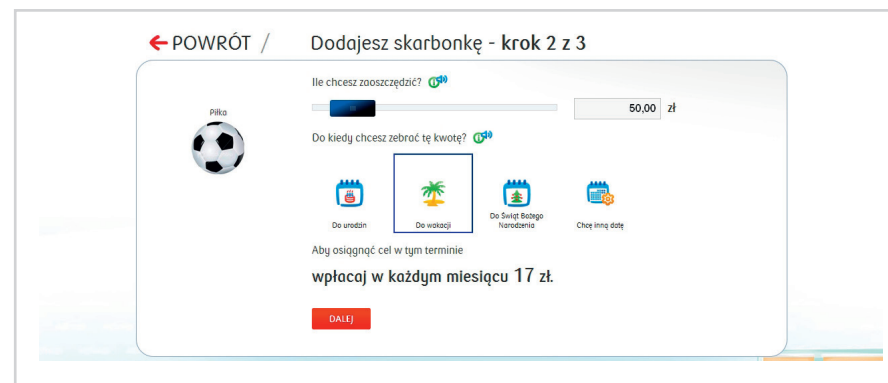 POWRÓT / Dodajesz skarbonkę - krok 2 z 3
Ile chcesz zaoszczędzić?
Piłka
50,00 zł
Do kiedy chcesz zebrać tę kwotę?
Do urodzin
Do wakacji
Do Świąt Bożego
Narodzenia
Chcę inną datę
Aby osiągnąć cel w tym terminie
wpłacaj w każdym miesiącu 17 zł.
DALEJ